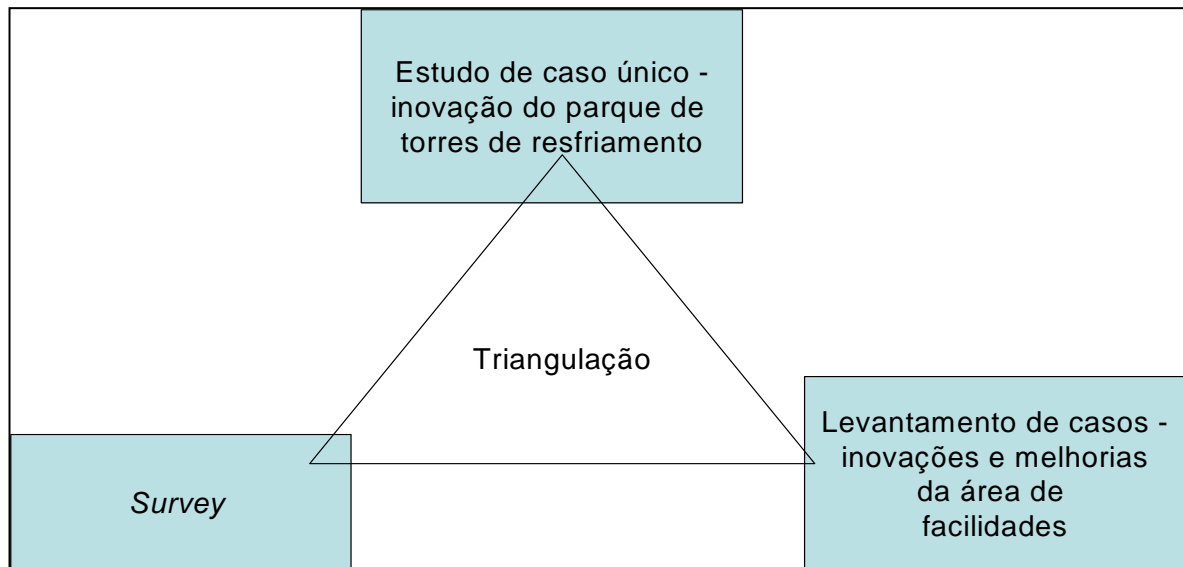 Estudo de caso único -
inovação do parque de
torres de resfriamento
Triangulação
Survey
Levantamento de casos -
inovações e melhorias
da área de
facilidades